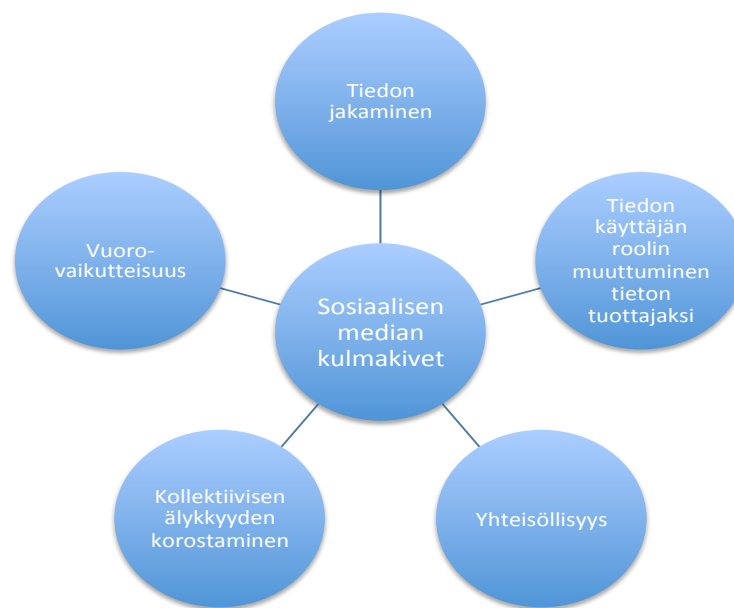 Tiedon
jakaminen
Vuoro-
vaikutteisuus
Tiedon
käyttäjän
roolin
muuttuminen
tieton
tuottajaksi
Sosiaalisen
median
kulmakivet
Kollektiivisen
älykkyyden
korostaminen
Yhteisöllisyys